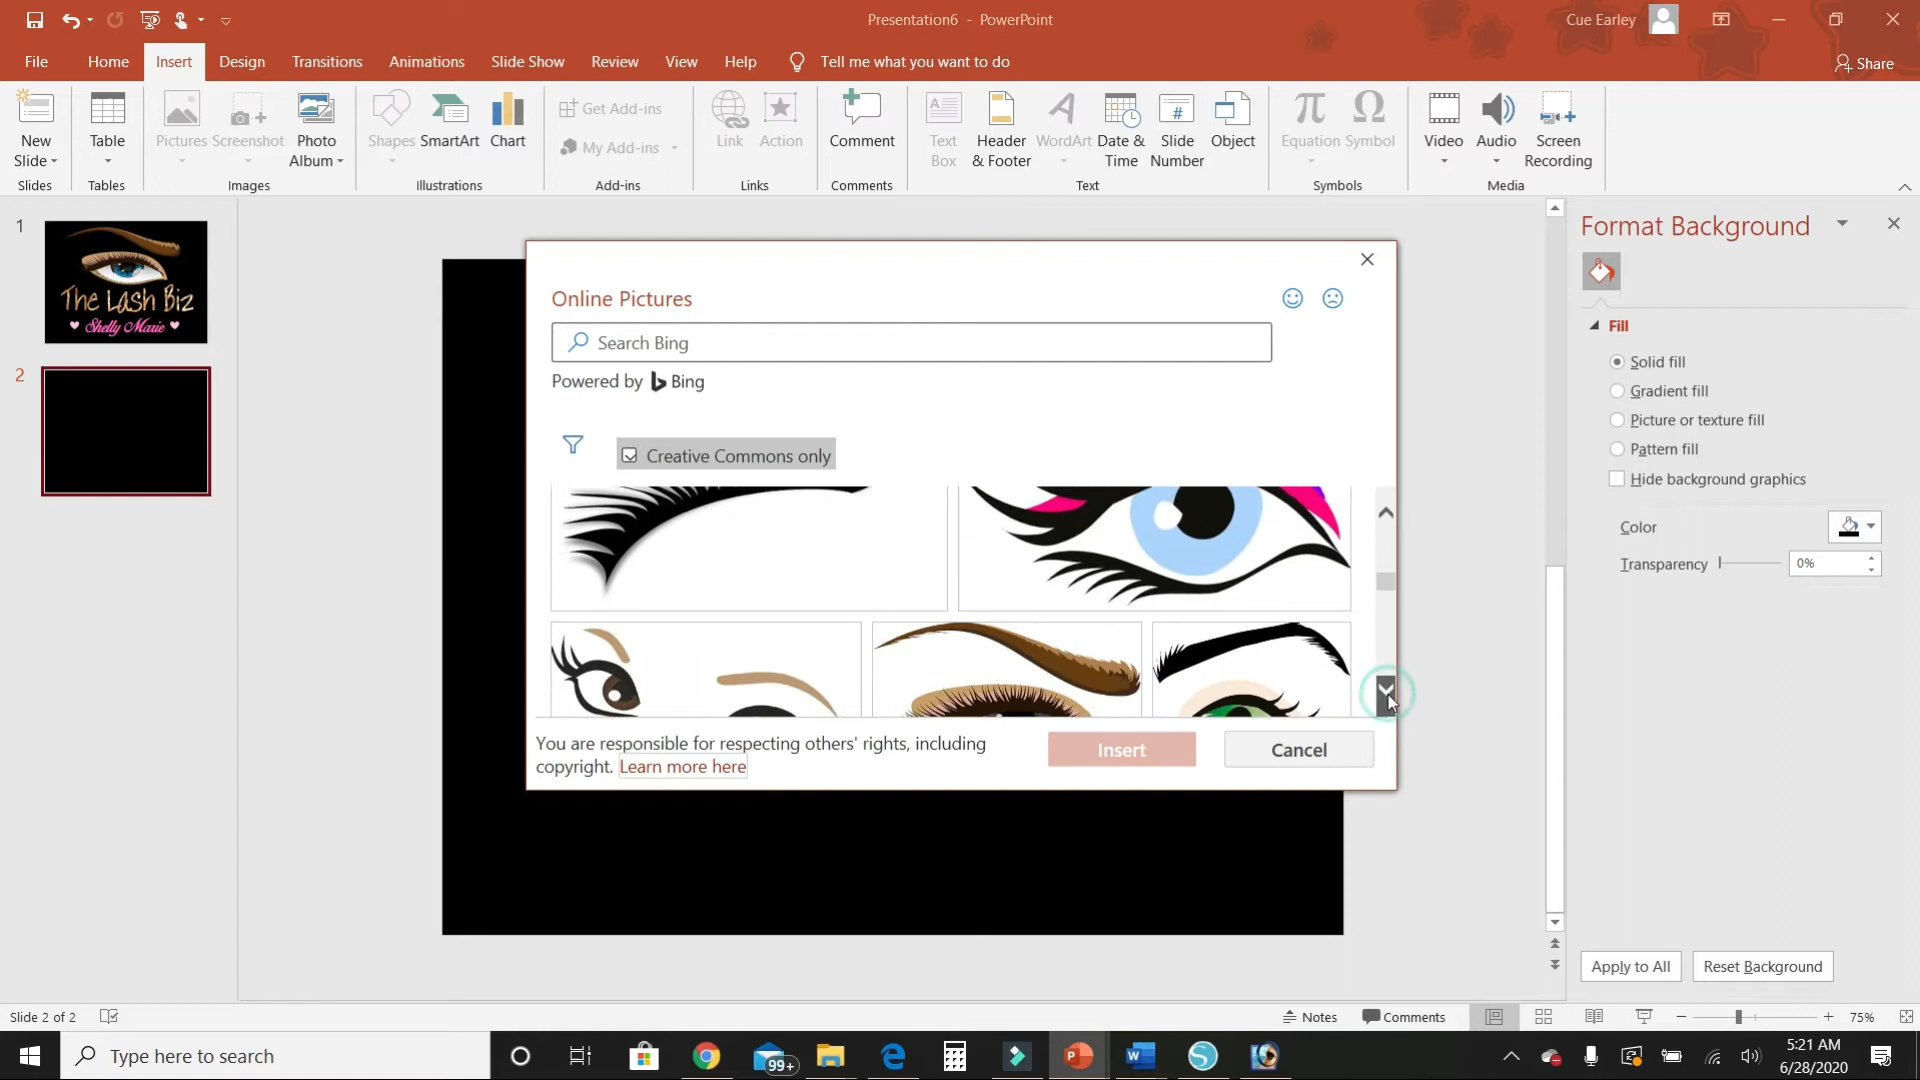 Presentation6 - PowerPoint
Cue Earley
File Home Insert Design Transitions Animations Slide Show Review View Help Tell me what you want to do
Share
New Slide
Table
Pictures
Screenshot
Photo Album
Shapes
SmartArt
Chart
Get Add-ins
My Add-ins
Link
Action
Comment
Text Box
Header & Footer
WordArt
Date & Time
Slide Number
Object
Equation
Symbol
Video
Audio
Screen Recording
Slides Tables Images Illustrations Add-ins Links Comments Text Symbols Media
1
The Lash Biz
Shelly Marie
2
Online Pictures
Search Bing
Powered by Bing
Creative Commons only
You are responsible for respecting others' rights, including
copyright. Learn more here
Insert
Cancel
Format Background
Fill
Solid fill
Gradient fill
Picture or texture fill
Pattern fill
Hide background graphics
Color
Transparency 0%
Apply to All
Reset Background
Slide 2 of 2
Notes
Comments
75%
Type here to search
99+
5:21 AM
6/28/2020